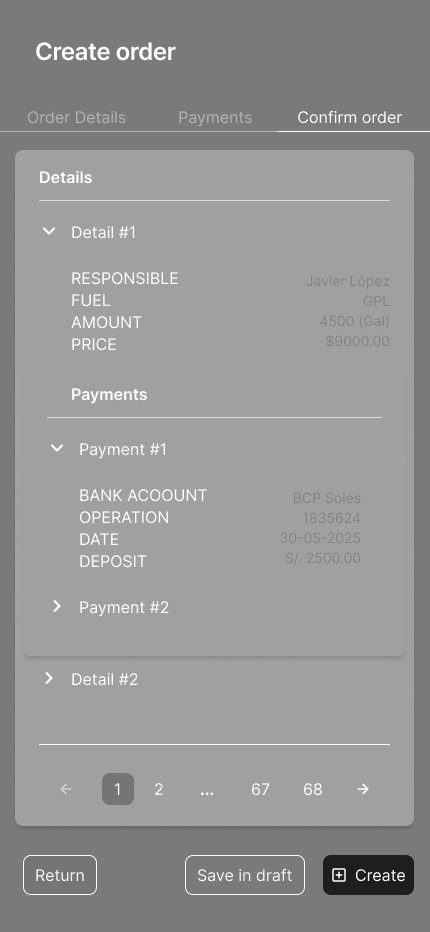 Create order
Order Details Payments Confirm order
Details
Detail #1
RESPONSIBLE Javier López
FUEL GPL
AMOUNT 4500 (Gal)
PRICE $9000.00
Payments
Payment #1
BANK ACOOUNT BCP Soles
OPERATION 1835624
DATE 30-05-2025
DEPOSIT S/. 2500.00
Payment #2
Detail #2
1 2 ... 67 68
Return Save in draft Create